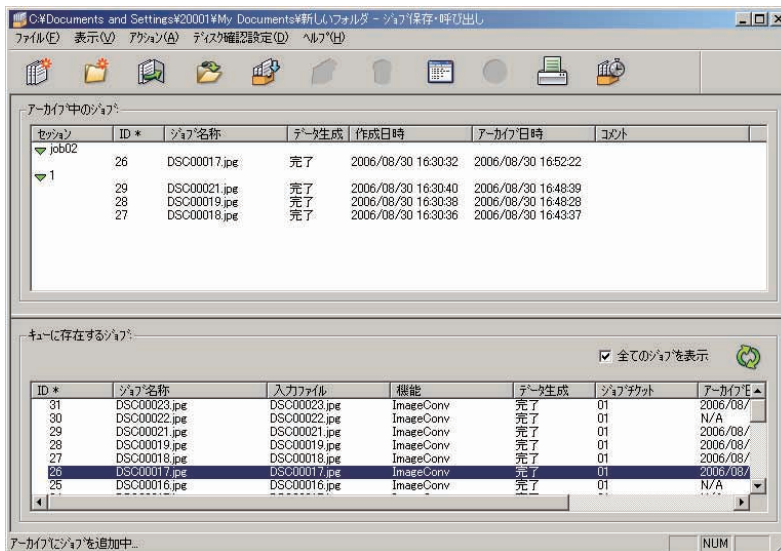 C:¥Documents and Settings¥20001¥My Documents¥新しいフォルダ - ｼﾞｮﾌﾞ保存・呼び出し
ﾌｧｲﾙ(F) 表示(V) ｱｸｼｮﾝ(A) ﾃﾞｨｽｸ確認設定(D) ﾍﾙﾌﾟ(H)
ｱｰｶｲﾌﾞ中のｼﾞｮﾌﾞ:
ｾｯｼｮﾝ ID * ｼﾞｮﾌﾞ名称 ﾃﾞｰﾀ生成 作成日時 ｱｰｶｲﾌﾞ日時 ｺﾒﾝﾄ
job02
26 DSC00017.jpg 完了 2006/08/30 16:30:32 2006/08/30 16:52:22
1
29 DSC00021.jpg 完了 2006/08/30 16:30:40 2006/08/30 16:48:39
28 DSC00019.jpg 完了 2006/08/30 16:30:38 2006/08/30 16:48:28
27 DSC00018.jpg 完了 2006/08/30 16:30:36 2006/08/30 16:43:37
ｷｭｰに存在するｼﾞｮﾌﾞ:
全てのｼﾞｮﾌﾞを表示
ID * ｼﾞｮﾌﾞ名称 入力ﾌｧｲﾙ 機能 ﾃﾞｰﾀ生成 ｼﾞｮﾌﾞﾁｹｯﾄ ｱｰｶｲﾌﾞ
31 DSC00023.jpg DSC00023.jpg ImageConv 完了 01 2006/08/
30 DSC00022.jpg DSC00022.jpg ImageConv 完了 01 N/A
29 DSC00021.jpg DSC00021.jpg ImageConv 完了 01 2006/08/
28 DSC00019.jpg DSC00019.jpg ImageConv 完了 01 2006/08/
27 DSC00018.jpg DSC00018.jpg ImageConv 完了 01 2006/08/
26 DSC00017.jpg DSC00017.jpg ImageConv 完了 01 2006/08/
25 DSC00016.jpg DSC00016.jpg ImageConv 完了 01 N/A
ｱｰｶｲﾌﾞにｼﾞｮﾌﾞを追加中...
NUM